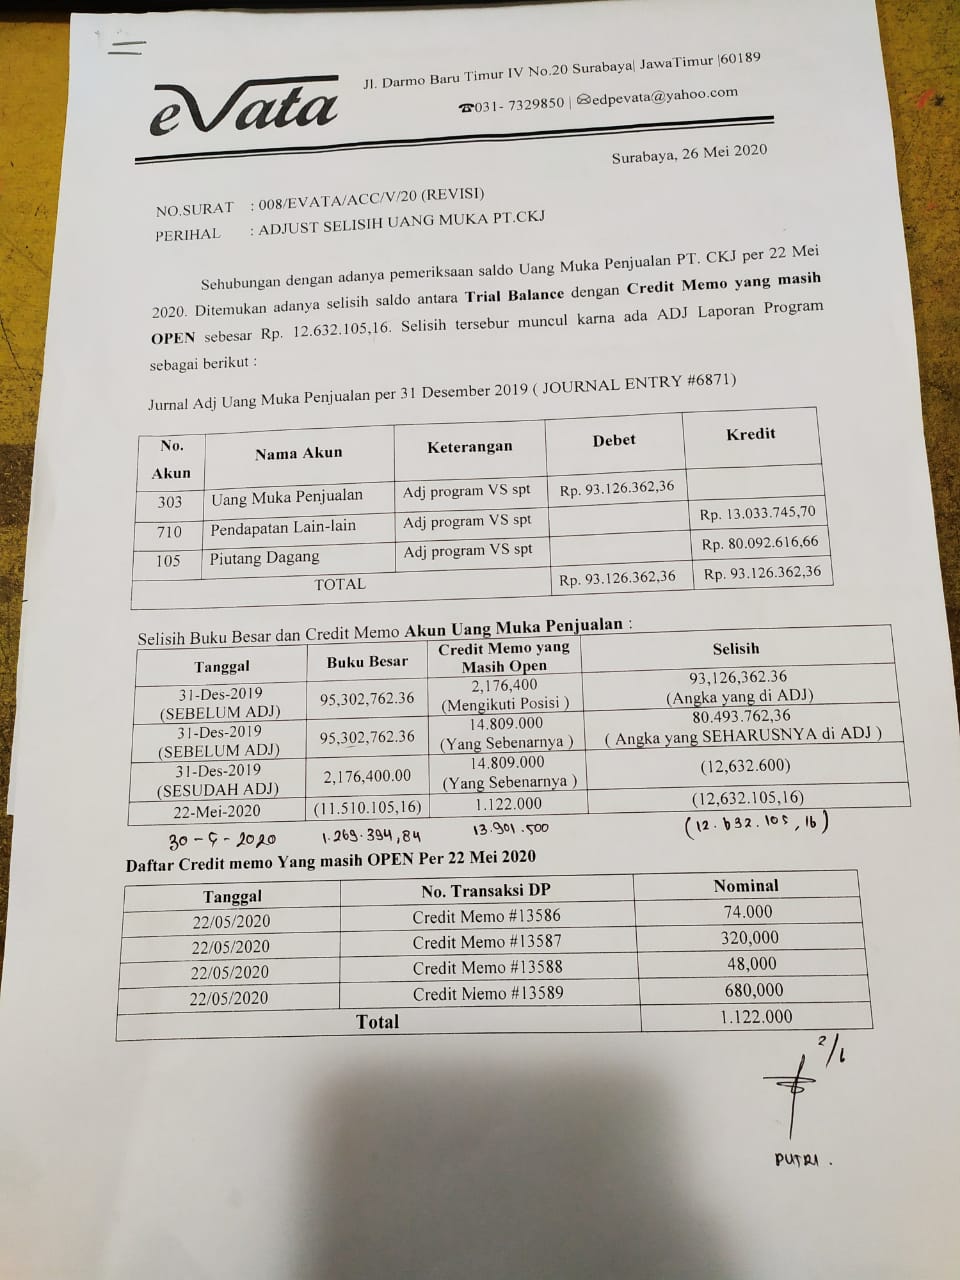 eVata
Jl. Darmo Baru Timur IV No.20 Surabaya| JawaTimur |60189
☎031- 7329850 | ✉edpevata@yahoo.com
Surabaya, 26 Mei 2020
NO.SURAT : 008/EVATA/ACC/V/20 (REVISI)
PERIHAL : ADJUST SELISIH UANG MUKA PT.CKJ
Sehubungan dengan adanya pemeriksaan saldo Uang Muka Penjualan PT. CKJ per 22 Mei
2020. Ditemukan adanya selisih saldo antara Trial Balance dengan Credit Memo yang masih
OPEN sebesar Rp. 12.632.105,16. Selisih tersebur muncul karna ada ADJ Laporan Program
sebagai berikut :
Jurnal Adj Uang Muka Penjualan per 31 Desember 2019 ( JOURNAL ENTRY #6871)
No. Akun Nama Akun Keterangan Debet Kredit
303 Uang Muka Penjualan Adj program VS spt Rp. 93.126.362,36
710 Pendapatan Lain-lain Adj program VS spt Rp. 13.033.745,70
105 Piutang Dagang Adj program VS spt Rp. 80.092.616,66
TOTAL Rp. 93.126.362,36 Rp. 93.126.362,36
Selisih Buku Besar dan Credit Memo Akun Uang Muka Penjualan :
Tanggal Buku Besar Credit Memo yang Masih Open Selisih
31-Des-2019 (SEBELUM ADJ) 95,302,762.36 2,176,400 (Mengikuti Posisi ) 93,126,362.36 (Angka yang di ADJ)
31-Des-2019 (SEBELUM ADJ) 95,302,762.36 14.809.000 (Yang Sebenarnya ) 80.493.762,36 ( Angka yang SEHARUSNYA di ADJ )
31-Des-2019 (SESUDAH ADJ) 2,176,400.00 14.809.000 (Yang Sebenarnya ) (12,632.600)
22-Mei-2020 (11.510.105,16) 1.122.000 (12,632.105,16)
30-5-2020 1.269.394,84 13.901.500 (12.632.105,16)
Daftar Credit memo Yang masih OPEN Per 22 Mei 2020
Tanggal No. Transaksi DP Nominal
22/05/2020 Credit Memo #13586 74.000
22/05/2020 Credit Memo #13587 320,000
22/05/2020 Credit Memo #13588 48,000
22/05/2020 Credit Memo #13589 680,000
Total 1.122.000
2/6
PUTRI.